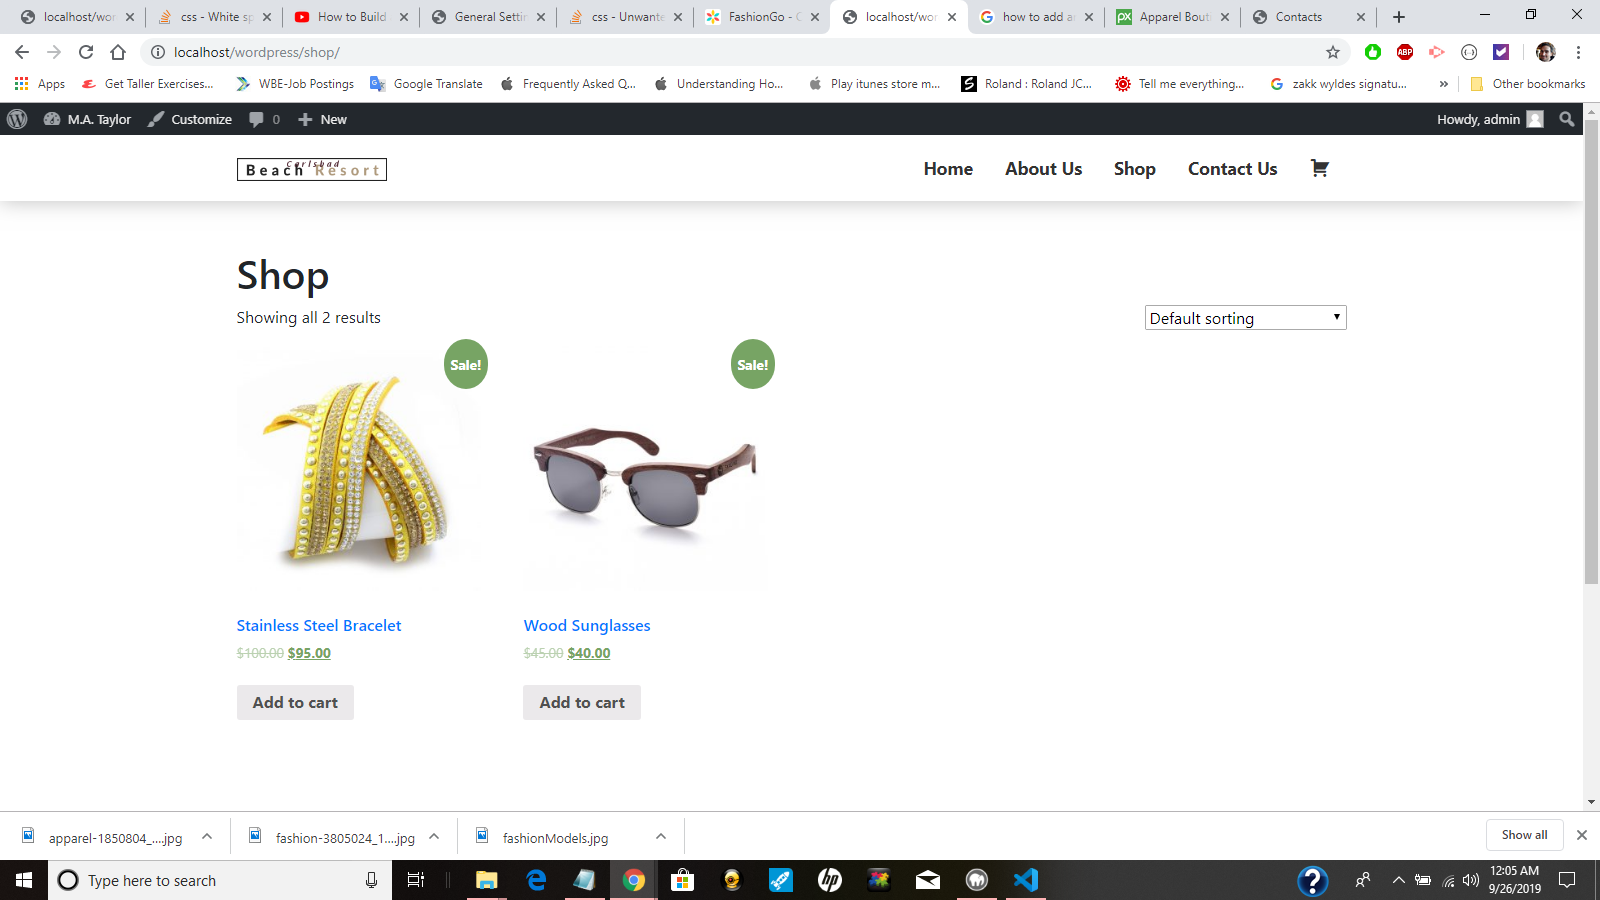 localhost/wor
css - White sp
How to Build
General Settin
css - Unwante
FashionGo - C
localhost/wor
how to add a
Apparel Bout
Contacts
localhost/wordpress/shop/
ABP
Apps
Get Taller Exercises...
WBE-Job Postings
Google Translate
Frequently Asked Q...
Understanding Ho...
Play itunes store m...
Roland : Roland JC...
Tell me everything...
zakk wyldes signatu...
»
Other bookmarks
M.A. Taylor
Customize
0
New
Howdy, admin
Carlsbad
Beach Resort
Home
About Us
Shop
Contact Us
Shop
Showing all 2 results
Default sorting
Sale!
Sale!
Stainless Steel Bracelet
$100.00 $95.00
Add to cart
Wood Sunglasses
$45.00 $40.00
Add to cart
apparel-1850804_....jpg
fashion-3805024_1....jpg
fashionModels.jpg
Show all
Type here to search
hp
12:05 AM
9/26/2019